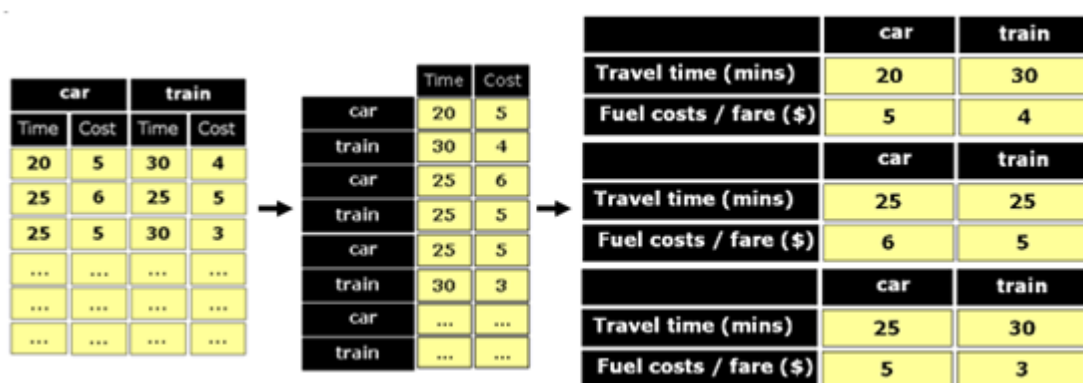 car train
Time Cost Time Cost
20 5 30 4
25 6 25 5
25 5 30 3
... ... ... ...
... ... ... ...
... ... ... ...
Time Cost
car 20 5
train 30 4
car 25 6
train 25 5
car 25 5
train 30 3
car ... ...
train ... ...
car train
Travel time (mins) 20 30
Fuel costs / fare ($) 5 4
car train
Travel time (mins) 25 25
Fuel costs / fare ($) 6 5
car train
Travel time (mins) 25 30
Fuel costs / fare ($) 5 3